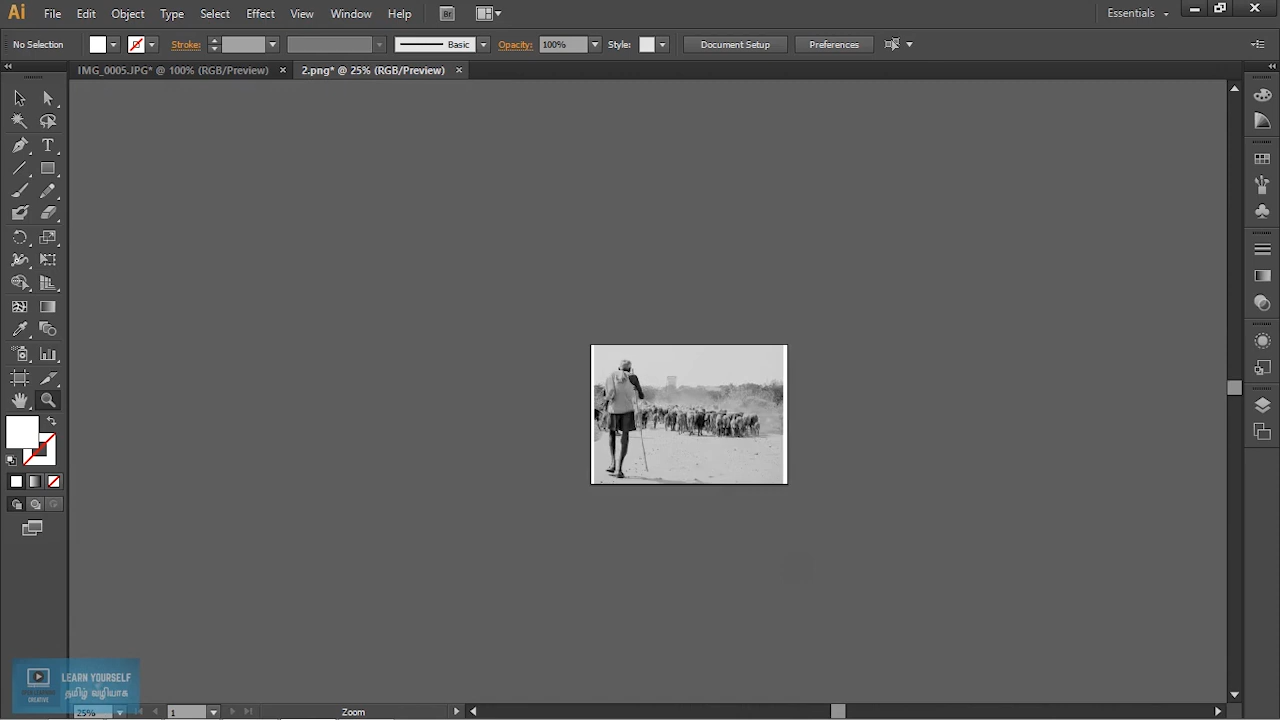 Ai File Edit Object Type Select Effect View Window Help Br Essentials
No Selection Stroke: Basic Opacity: 100% Style: Document Setup Preferences
IMG_0005.JPG* @ 100% (RGB/Preview) 2.png* @ 25% (RGB/Preview)
T
LEARN YOURSELF
தமிழ் வழியாக
CREATIVE
25% 1 Zoom